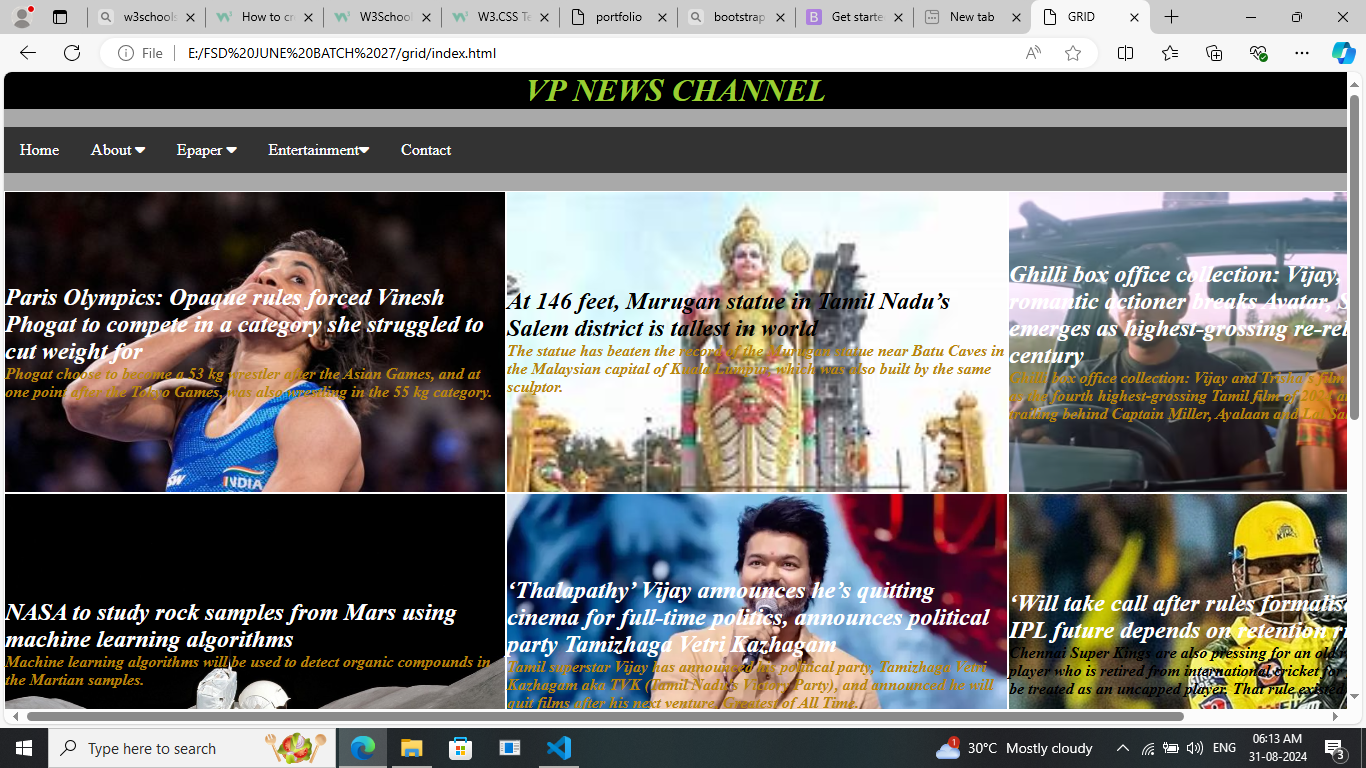 w3schools
How to cr
W3School
W3.CSS Te
portfolio
bootstrap
Get starte
New tab
GRID
File
E:/FSD%20JUNE%20BATCH%2027/grid/index.html
VP NEWS CHANNEL
Home About Epaper Entertainment Contact
Paris Olympics: Opaque rules forced Vinesh
Phogat to compete in a category she struggled to
cut weight for
Phogat choose to become a 53 kg wrestler after the Asian Games, and at
one point after the Tokyo Games, was also wrestling in the 55 kg category.
INDIA
At 146 feet, Murugan statue in Tamil Nadu’s
Salem district is tallest in world
The statue has beaten the record of the Murugan statue near Batu Caves in
the Malaysian capital of Kuala Lumpur, which was also built by the same
sculptor.
Ghilli box office collection: Vijay,
romantic actioner breaks Avatar, S
emerges as highest-grossing re-rel
century
Ghilli box office collection: Vijay and Trisha's film
as the fourth highest-grossing Tamil film of 2024
trailing behind Captain Miller, Ayalaan and Lal Sa
NASA to study rock samples from Mars using
machine learning algorithms
Machine learning algorithms will be used to detect organic compounds in
the Martian samples.
‘Thalapathy’ Vijay announces he’s quitting
cinema for full-time politics, announces political
party Tamizhaga Vetri Kazhagam
Tamil superstar Vijay has announced his political party, Tamizhaga Vetri
Kazhagam aka TVK (Tamil Nadu's Victory Party), and announced he will
quit films after his next venture, Greatest of All Time.
‘Will take call after rules formalis
IPL future depends on retention r
Chennai Super Kings are also pressing for an old r
player who is retired from international cricket for
be treated as an uncapped player. That rule existed
Type here to search
1
30°C Mostly cloudy
ENG
06:13 AM
31-08-2024
3